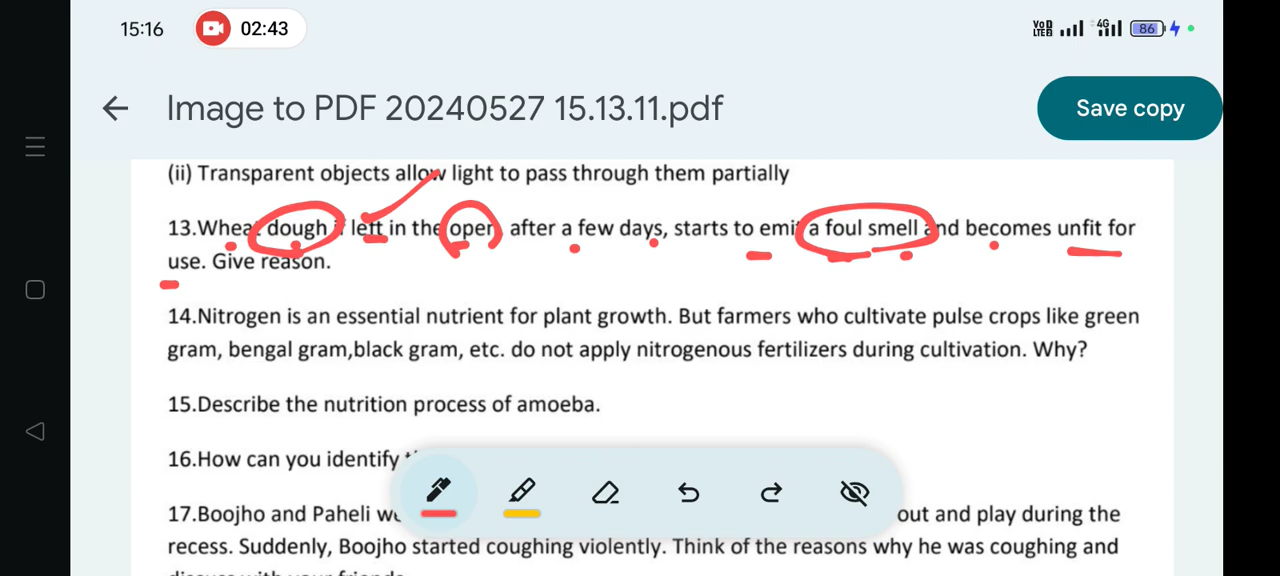 15:16 02:43 VoD LTE2 4G 86
Image to PDF 20240527 15.13.11.pdf Save copy
(ii) Transparent objects allow light to pass through them partially
13.Wheat dough if left in the open, after a few days, starts to emit a foul smell and becomes unfit for
use. Give reason.
14.Nitrogen is an essential nutrient for plant growth. But farmers who cultivate pulse crops like green
gram, bengal gram,black gram, etc. do not apply nitrogenous fertilizers during cultivation. Why?
15.Describe the nutrition process of amoeba.
16.How can you identify
17.Boojho and Paheli out and play during the
recess. Suddenly, Boojho started coughing violently. Think of the reasons why he was coughing and